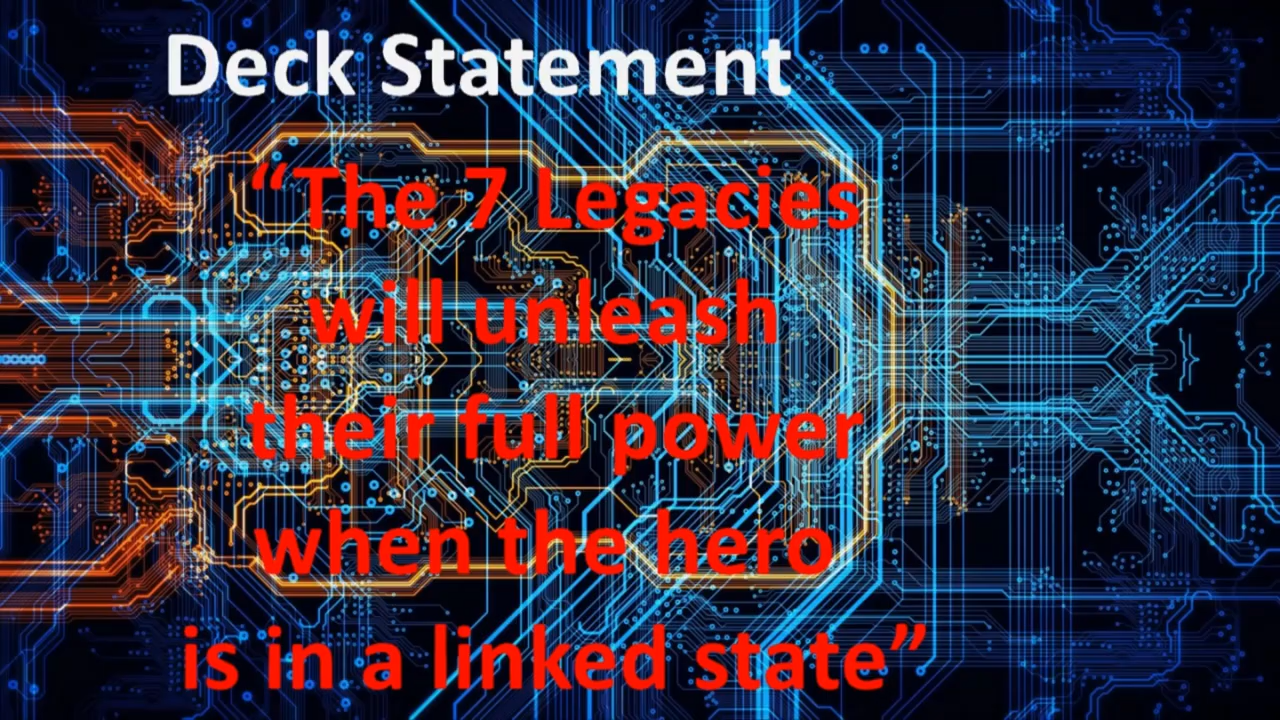 Deck Statement
“The 7 Legacies
will unleash
their full power
when the hero
is in a linked state”